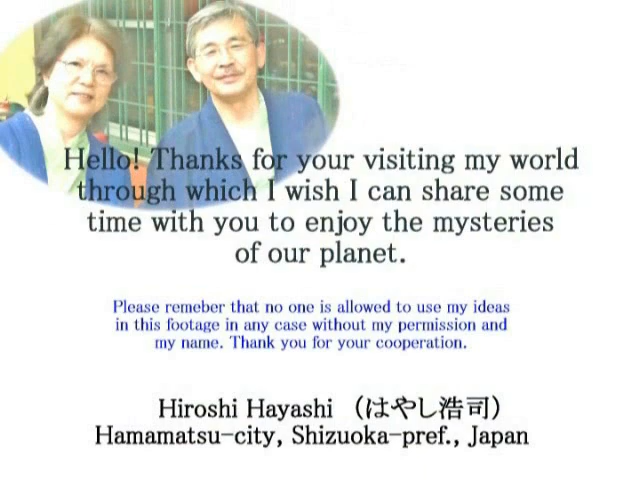 Hello! Thanks for your visiting my world
through which I wish I can share some
time with you to enjoy the mysteries
of our planet.
Please remeber that no one is allowed to use my ideas
in this footage in any case without my permission and
my name. Thank you for your cooperation.
Hiroshi Hayashi (はやし浩司)
Hamamatsu-city, Shizuoka-pref., Japan